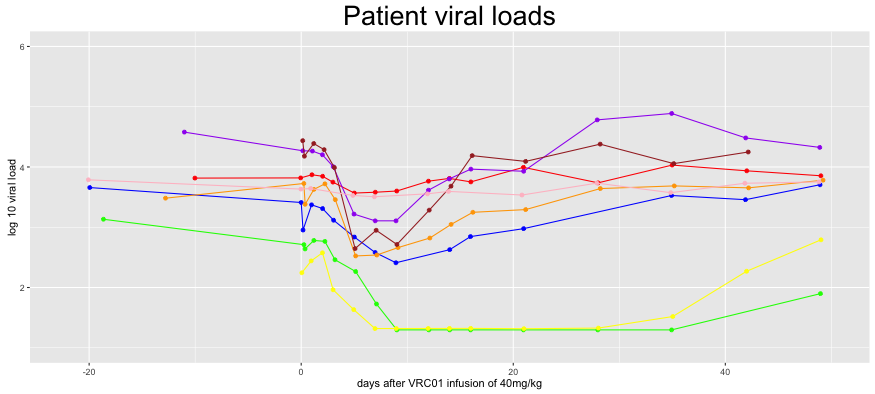 Patient viral loads
6
4
2
log 10 viral load
-20 0 20 40
days after VRC01 infusion of 40mg/kg